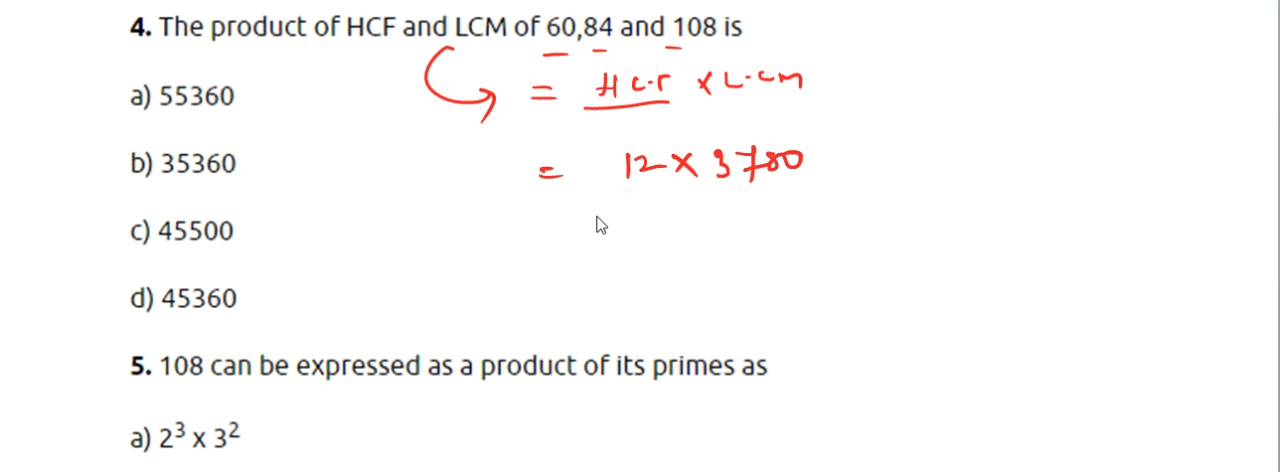 4. The product of HCF and LCM of 60,84 and 108 is
= H C.F x L.CM
a) 55360
b) 35360
= 12 x 3780
c) 45500
d) 45360
5. 108 can be expressed as a product of its primes as
a) 2³ x 3²